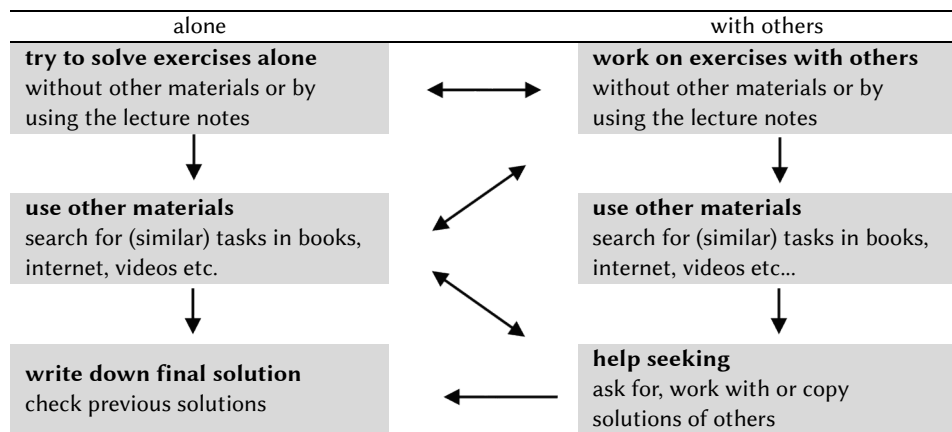 alone
with others
try to solve exercises alone
without other materials or by
using the lecture notes
work on exercises with others
without other materials or by
using the lecture notes
use other materials
search for (similar) tasks in books,
internet, videos etc.
use other materials
search for (similar) tasks in books,
internet, videos etc...
write down final solution
check previous solutions
help seeking
ask for, work with or copy
solutions of others